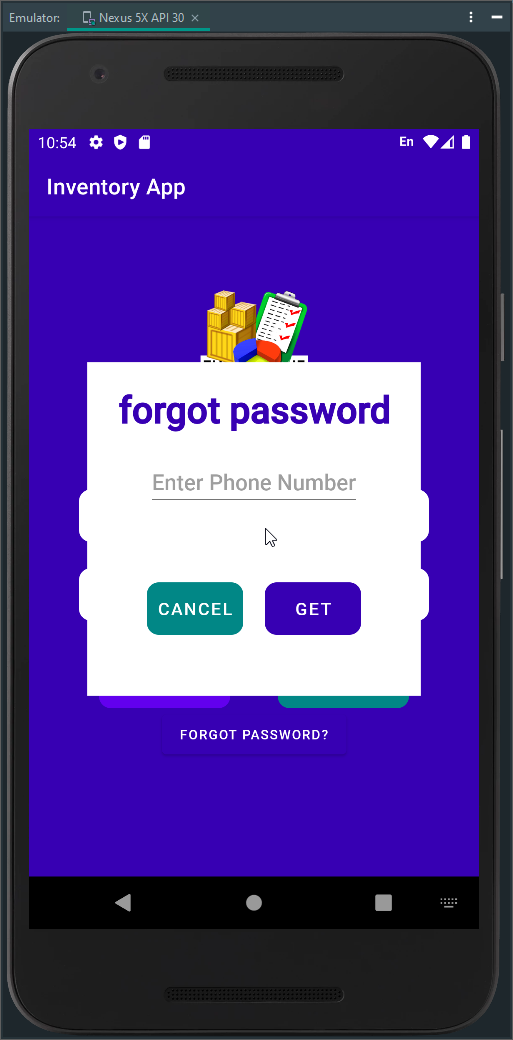 Emulator: Nexus 5X API 30
10:54 En
Inventory App
forgot password
Enter Phone Number
CANCEL GET
FORGOT PASSWORD?